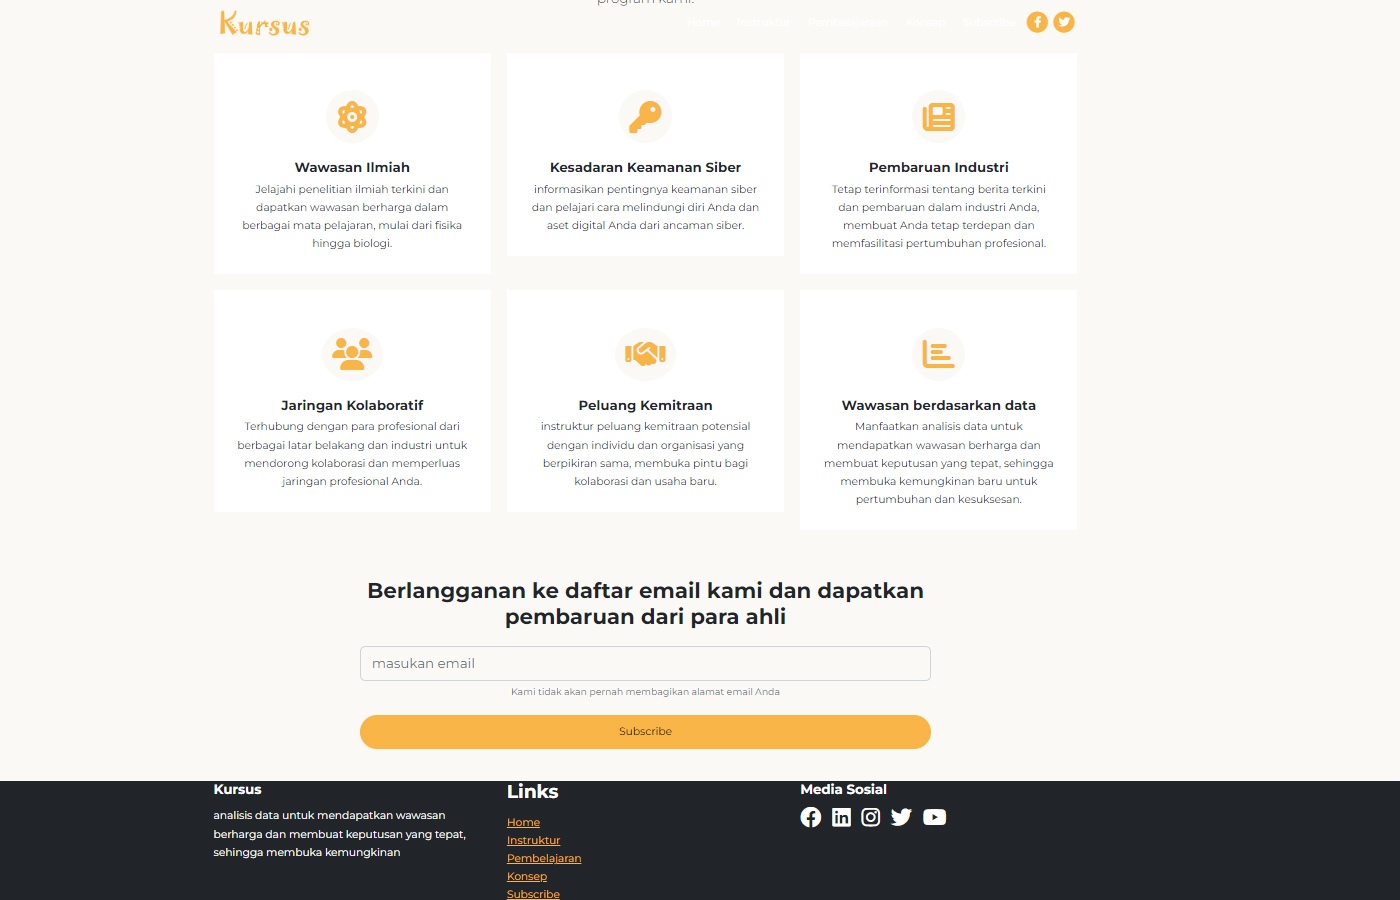 program kami.
Kursus
Home Instruktur Pembelajaran Konsep Subscribe
Wawasan Ilmiah
Jelajahi penelitian ilmiah terkini dan
dapatkan wawasan berharga dalam
berbagai mata pelajaran, mulai dari fisika
hingga biologi.
Kesadaran Keamanan Siber
informasikan pentingnya keamanan siber
dan pelajari cara melindungi diri Anda dan
aset digital Anda dari ancaman siber.
Pembaruan Industri
Tetap terinformasi tentang berita terkini
dan pembaruan dalam industri Anda,
membuat Anda tetap terdepan dan
memfasilitasi pertumbuhan profesional.
Jaringan Kolaboratif
Terhubung dengan para profesional dari
berbagai latar belakang dan industri untuk
mendorong kolaborasi dan memperluas
jaringan profesional Anda.
Peluang Kemitraan
instruktur peluang kemitraan potensial
dengan individu dan organisasi yang
berpikiran sama, membuka pintu bagi
kolaborasi dan usaha baru.
Wawasan berdasarkan data
Manfaatkan analisis data untuk
mendapatkan wawasan berharga dan
membuat keputusan yang tepat, sehingga
membuka kemungkinan baru untuk
pertumbuhan dan kesuksesan.
Berlangganan ke daftar email kami dan dapatkan
pembaruan dari para ahli
masukan email
Kami tidak akan pernah membagikan alamat email Anda
Subscribe
Kursus
analisis data untuk mendapatkan wawasan
berharga dan membuat keputusan yang tepat,
sehingga membuka kemungkinan
Links
Home
Instruktur
Pembelajaran
Konsep
Subscribe
Media Sosial